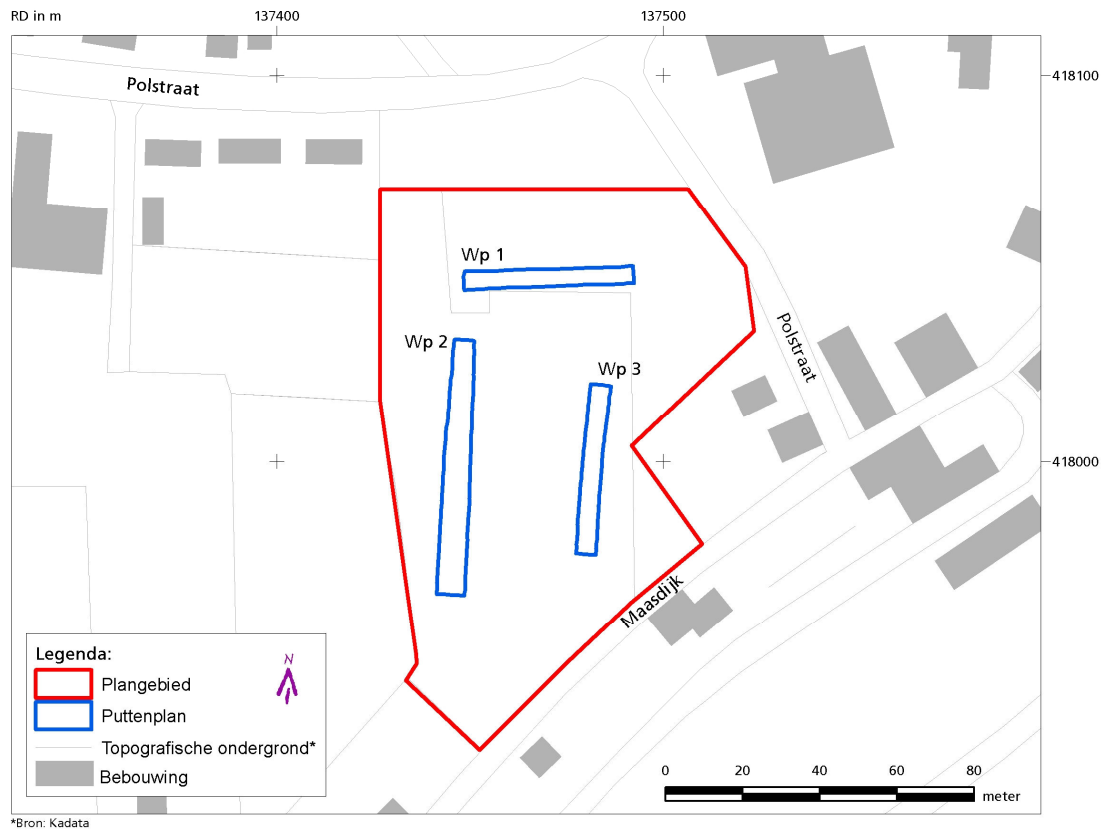 RD in m
137400
137500
418100
Polstraat
Wp 1
Polstraat
Wp 2
Wp 3
418000
Maasdijk
Legenda:
N
Plangebied
Puttenplan
Topografische ondergrond*
Bebouwing
0 20 40 60 80
meter
*Bron: Kadata